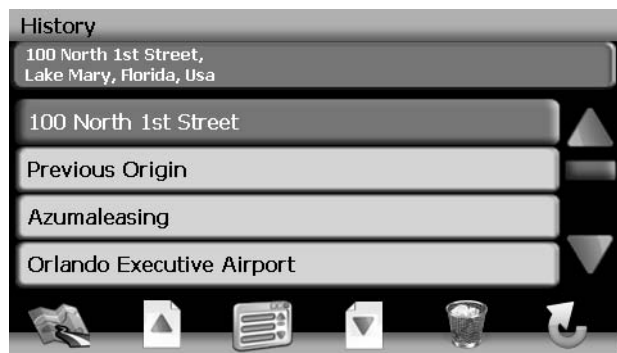 History
100 North 1st Street,
Lake Mary, Florida, Usa
100 North 1st Street
Previous Origin
Azumaleasing
Orlando Executive Airport